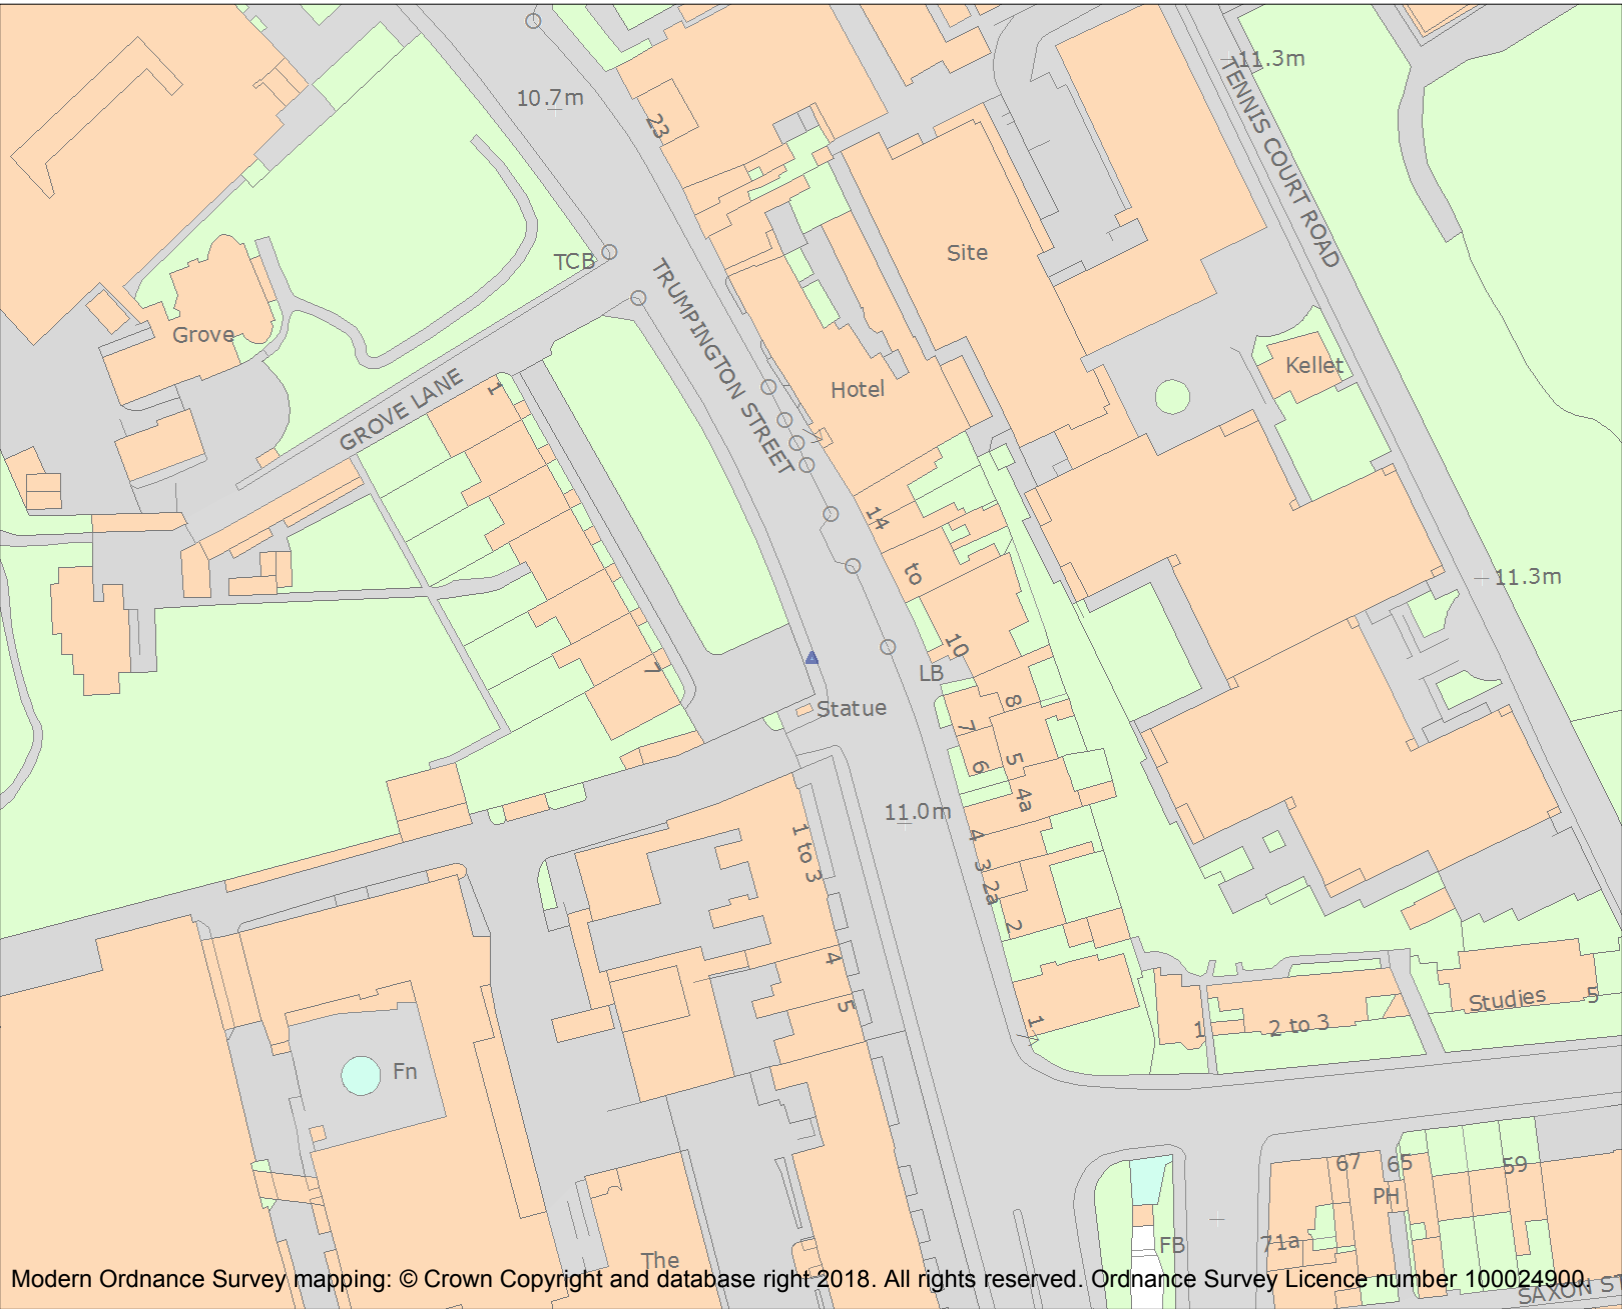 11.3m
TENNIS COURT ROAD
10.7m
23
TCB
TRUMPINGTON STREET
Site
Grove
Kellet
Hotel
GROVE LANE
1
14
to
10
11.3m
7
LB
Statue
8
7
5
6
4a
11.0m
4
3
2a
2
1 to 3
4
5
1
1
2 to 3
Studies
5
Fn
67
65
59
PH
71a
FB
The
SAXON ST
Modern Ordnance Survey mapping: © Crown Copyright and database right 2018. All rights reserved. Ordnance Survey Licence number 100024900.